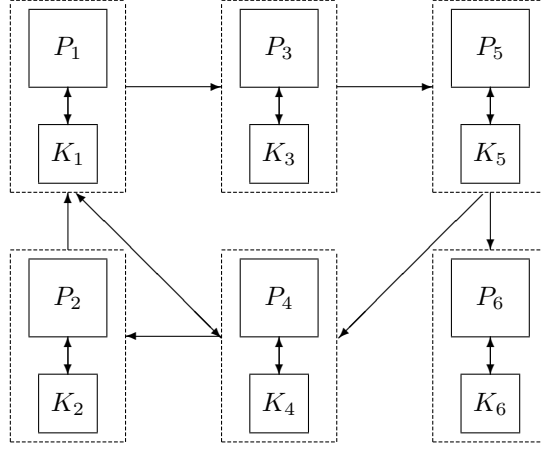 P₁ P₃ P₅
K₁ K₃ K₅
P₂ P₄ P₆
K₂ K₄ K₆